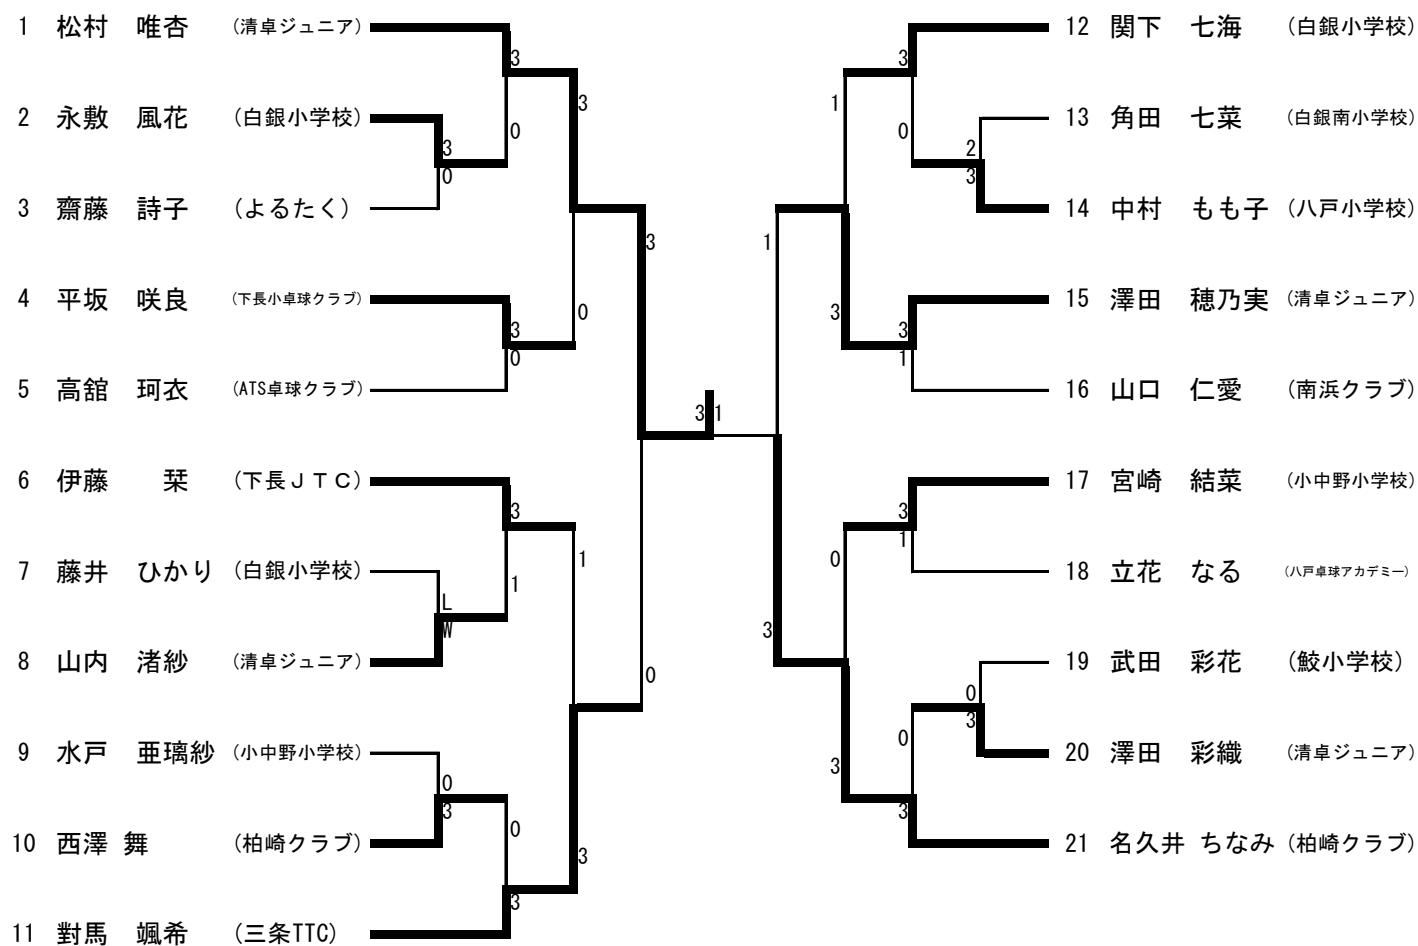 1 松村 唯杏 (清卓ジュニア)
2 永敷 風花 (白銀小学校)
3 齋藤 詩子 (よるたく)
4 平坂 咲良 (下長小卓球クラブ)
5 高舘 珂衣 (ATS卓球クラブ)
6 伊藤 栞 (下長ＪＴＣ)
7 藤井 ひかり (白銀小学校)
8 山内 渚紗 (清卓ジュニア)
9 水戸 亜璃紗 (小中野小学校)
10 西澤 舞 (柏崎クラブ)
11 對馬 颯希 (三条TTC)
3
0
3
0
3
0
3
0
3
1
L
W
0
3
0
3
1
3
3
0
3 1
12 関下 七海 (白銀小学校)
13 角田 七菜 (白銀南小学校)
14 中村 もも子 (八戸小学校)
15 澤田 穂乃実 (清卓ジュニア)
16 山口 仁愛 (南浜クラブ)
17 宮崎 結菜 (小中野小学校)
18 立花 なる (八戸卓球アカデミー)
19 武田 彩花 (鮫小学校)
20 澤田 彩織 (清卓ジュニア)
21 名久井 ちなみ (柏崎クラブ)
3
0
2
3
1
3
3
1
1
3
3
1
0
3
0
3
0
3